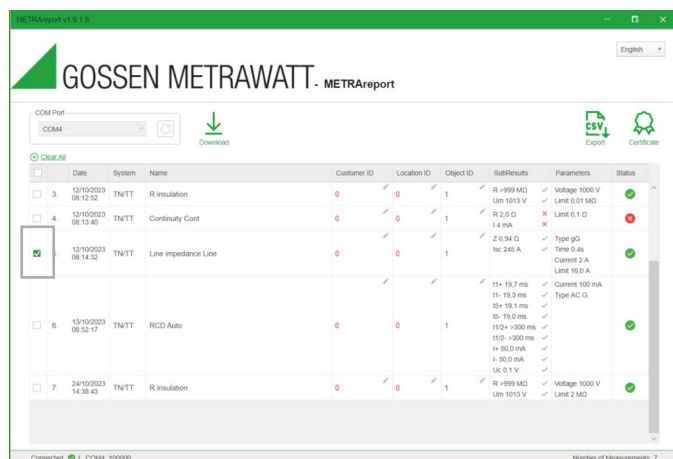 METRAreport v1.0.1.6
English
GOSSEN METRAWATT - METRAreport
COM Port
COM4
Download
CSV
Export
Certificate
Clear All
Date System Name Customer ID Location ID Object ID SubResults Parameters Status
3. 12/10/2023 08:12:52 TN/TT R insulation 0 0 1 R >999 MΩ Voltage 1000 V
Um 1013 V Limit 0,01 MΩ
4. 12/10/2023 08:13:40 TN/TT Continuity Cont 0 0 1 R 2,0 Ω Limit 0,1 Ω
I 4 mA
12/10/2023 08:14:32 TN/TT Line impedance Line 0 0 1 Z 0,94 Ω Type gG
Isc 245 A Time 0.4s
Current 2 A
Limit 16.0 A
6. 13/10/2023 08:52:17 TN/TT RCD Auto 0 0 1 t1+ 19,7 ms Current 100 mA
t1- 19,3 ms Type AC G
t5+ 19,1 ms
t5- 19,0 ms
t1/2+ >300 ms
t1/2- >300 ms
I+ 50,0 mA
I- 50,0 mA
Uc 0,1 V
7. 24/10/2023 14:38:43 TN/TT R insulation 0 0 1 R >999 MΩ Voltage 1000 V
Um 1013 V Limit 2 MΩ
Connected COM4 100000 Number of Measurements: 7